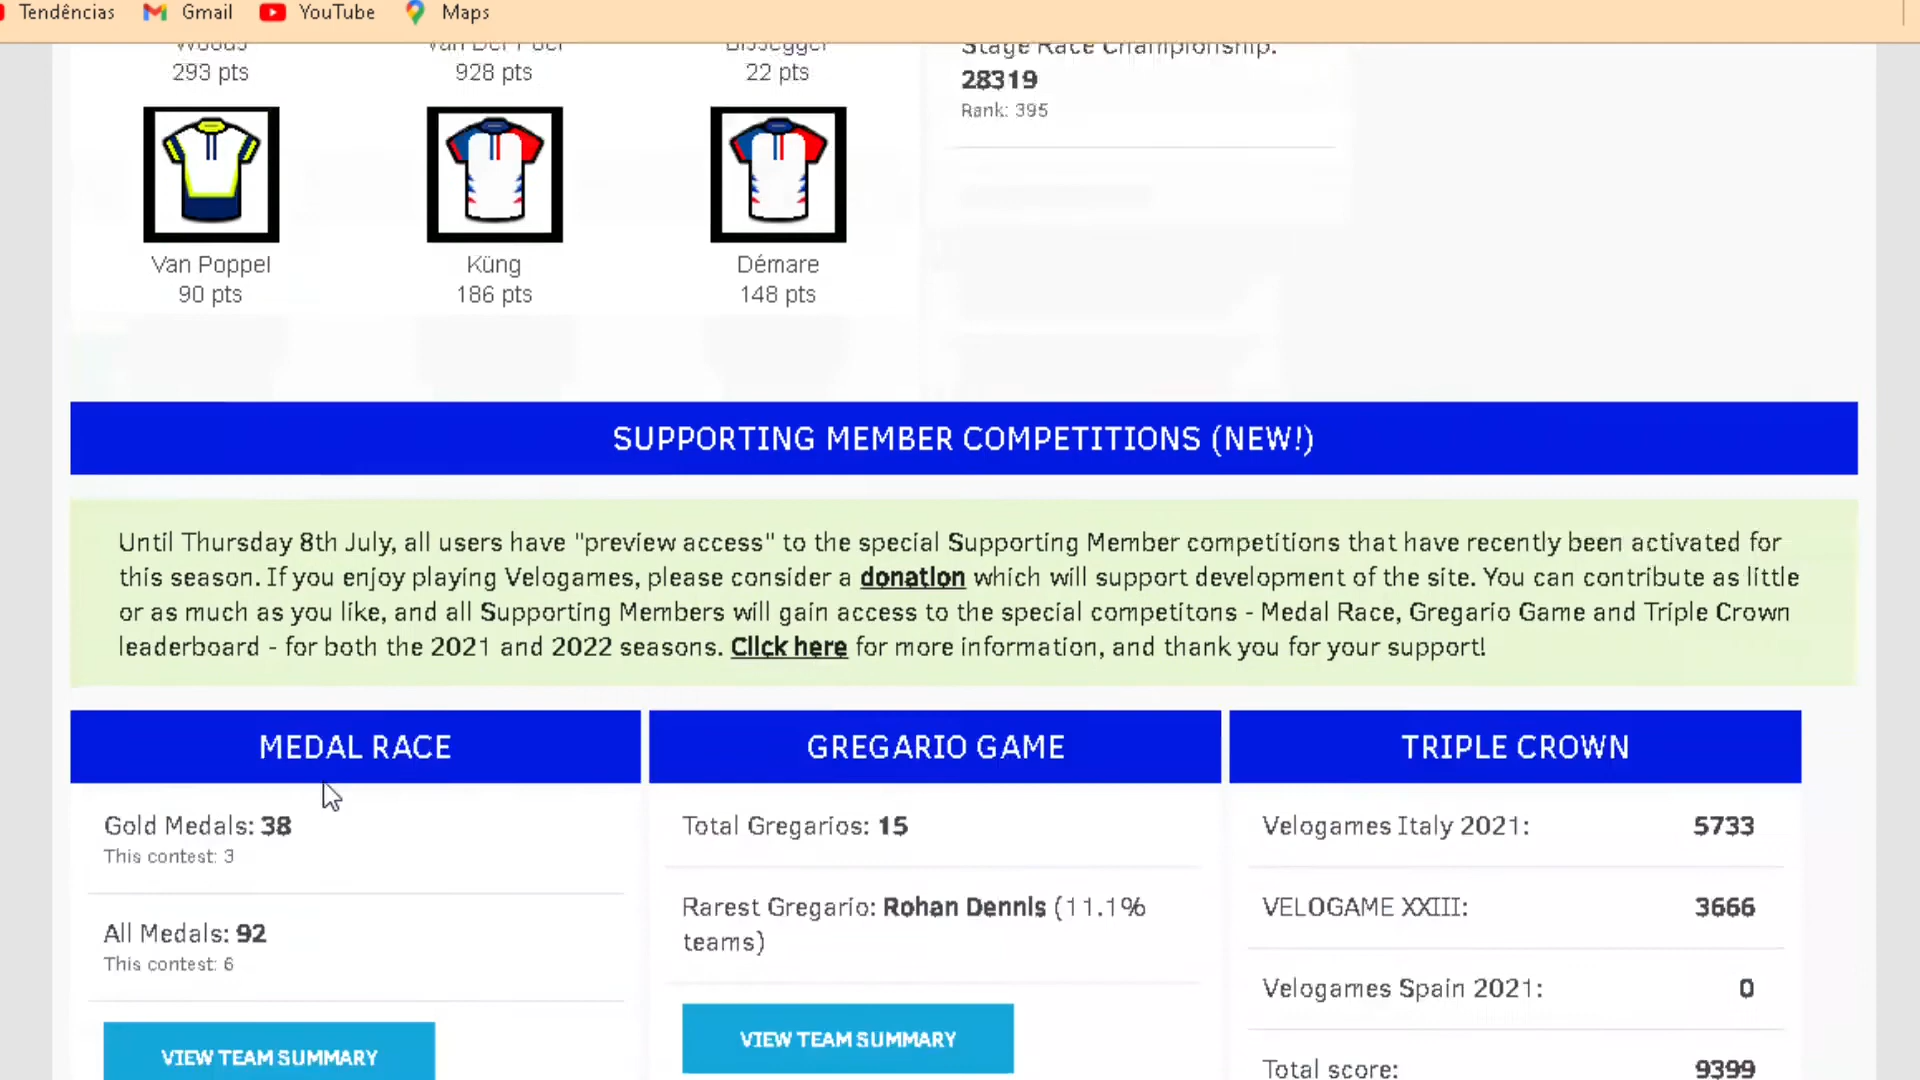 Tendências Gmail YouTube Maps
Woods Van Der Poel Bissegger
293 pts 928 pts 22 pts
Stage Race Championship:
28319
Rank: 395
Van Poppel Küng Démare
90 pts 186 pts 148 pts
SUPPORTING MEMBER COMPETITIONS (NEW!)
Until Thursday 8th July, all users have "preview access" to the special Supporting Member competitions that have recently been activated for
this season. If you enjoy playing Velogames, please consider a donation which will support development of the site. You can contribute as little
or as much as you like, and all Supporting Members will gain access to the special competitons - Medal Race, Gregario Game and Triple Crown
leaderboard - for both the 2021 and 2022 seasons. Click here for more information, and thank you for your support!
MEDAL RACE
Gold Medals: 38
This contest: 3
All Medals: 92
This contest: 6
VIEW TEAM SUMMARY
GREGARIO GAME
Total Gregarios: 15
Rarest Gregario: Rohan Dennis (11.1%
teams)
VIEW TEAM SUMMARY
TRIPLE CROWN
Velogames Italy 2021: 5733
VELOGAME XXIII: 3666
Velogames Spain 2021: 0
Total score: 9399